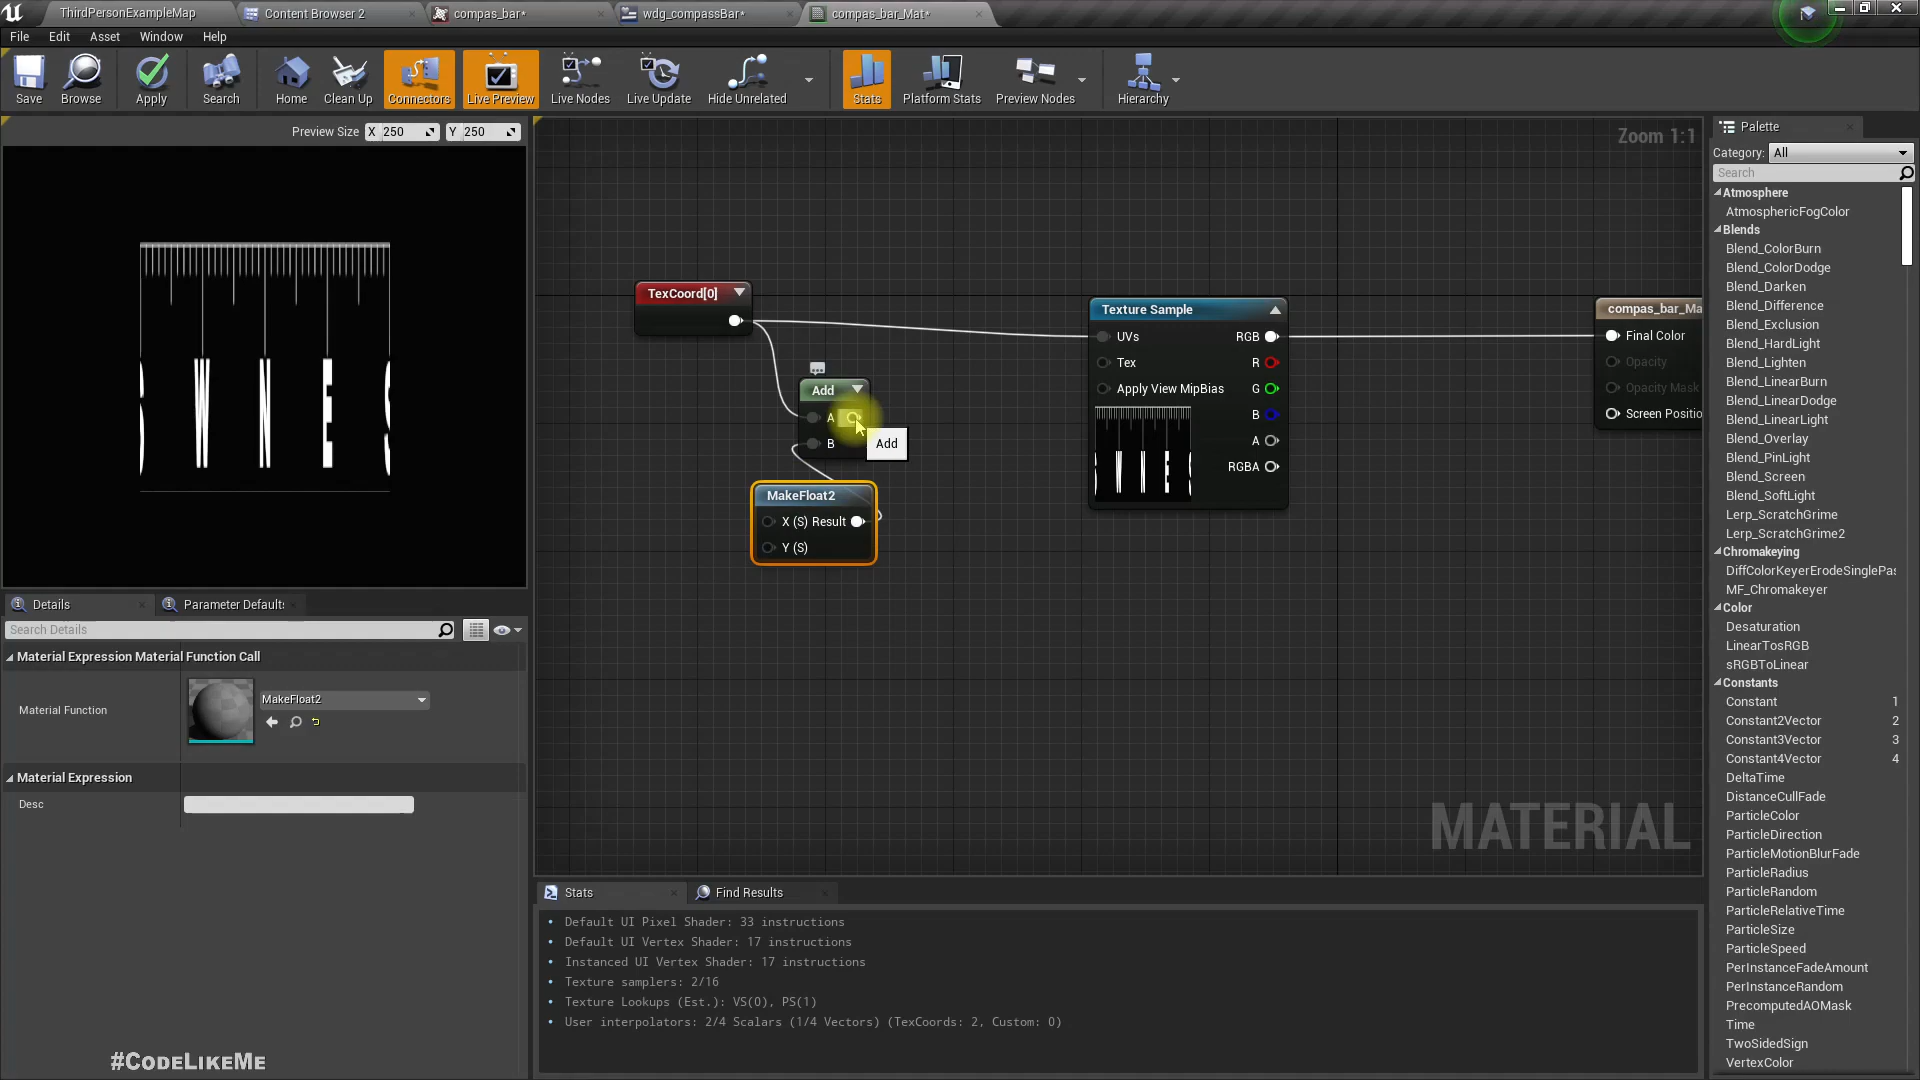 ThirdPersonExampleMap
Content Browser 2
compas_bar*
wdg_compassBar*
compas_bar_Mat*
File Edit Asset Window Help
Save
Browse
Apply
Search
Home
Clean Up
Connectors
Live Preview
Live Nodes
Live Update
Hide Unrelated
Stats
Platform Stats
Preview Nodes
Hierarchy
Preview Size X 250 Y 250
W N E
Zoom 1:1
TexCoord[0]
Add
A
B
Add
MakeFloat2
X (S) Result
Y (S)
Texture Sample
UVs RGB
Tex R
Apply View MipBias G
B
A
RGBA
W N E
compas_bar_Ma
Final Color
Opacity
Opacity Mask
Screen Positio
MATERIAL
Palette
Category: All
Search
Atmosphere
AtmosphericFogColor
Blends
Blend_ColorBurn
Blend_ColorDodge
Blend_Darken
Blend_Difference
Blend_Exclusion
Blend_HardLight
Blend_Lighten
Blend_LinearBurn
Blend_LinearDodge
Blend_LinearLight
Blend_Overlay
Blend_PinLight
Blend_Screen
Blend_SoftLight
Lerp_ScratchGrime
Lerp_ScratchGrime2
Chromakeying
DiffColorKeyerErodeSinglePas
MF_Chromakeyer
Color
Desaturation
LinearTosRGB
sRGBToLinear
Constants
Constant 1
Constant2Vector 2
Constant3Vector 3
Constant4Vector 4
DeltaTime
DistanceCullFade
ParticleColor
ParticleDirection
ParticleMotionBlurFade
ParticleRadius
ParticleRandom
ParticleRelativeTime
ParticleSize
ParticleSpeed
PerInstanceFadeAmount
PerInstanceRandom
PrecomputedAOMask
Time
TwoSidedSign
VertexColor
Details
Parameter Defaults
Search Details
Material Expression Material Function Call
Material Function
MakeFloat2
Material Expression
Desc
Stats
Find Results
• Default UI Pixel Shader: 33 instructions
• Default UI Vertex Shader: 17 instructions
• Instanced UI Vertex Shader: 17 instructions
• Texture samplers: 2/16
• Texture Lookups (Est.): VS(0), PS(1)
• User interpolators: 2/4 Scalars (1/4 Vectors) (TexCoords: 2, Custom: 0)
#CodeLikeMe